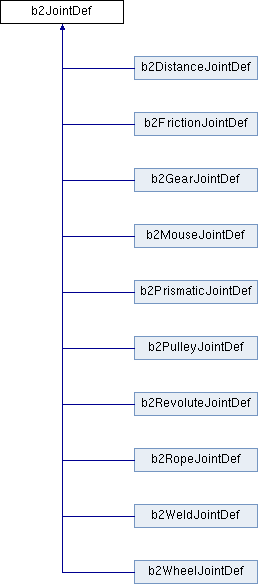 b2JointDef
b2DistanceJointDef
b2FrictionJointDef
b2GearJointDef
b2MouseJointDef
b2PrismaticJointDef
b2PulleyJointDef
b2RevoluteJointDef
b2RopeJointDef
b2WeldJointDef
b2WheelJointDef